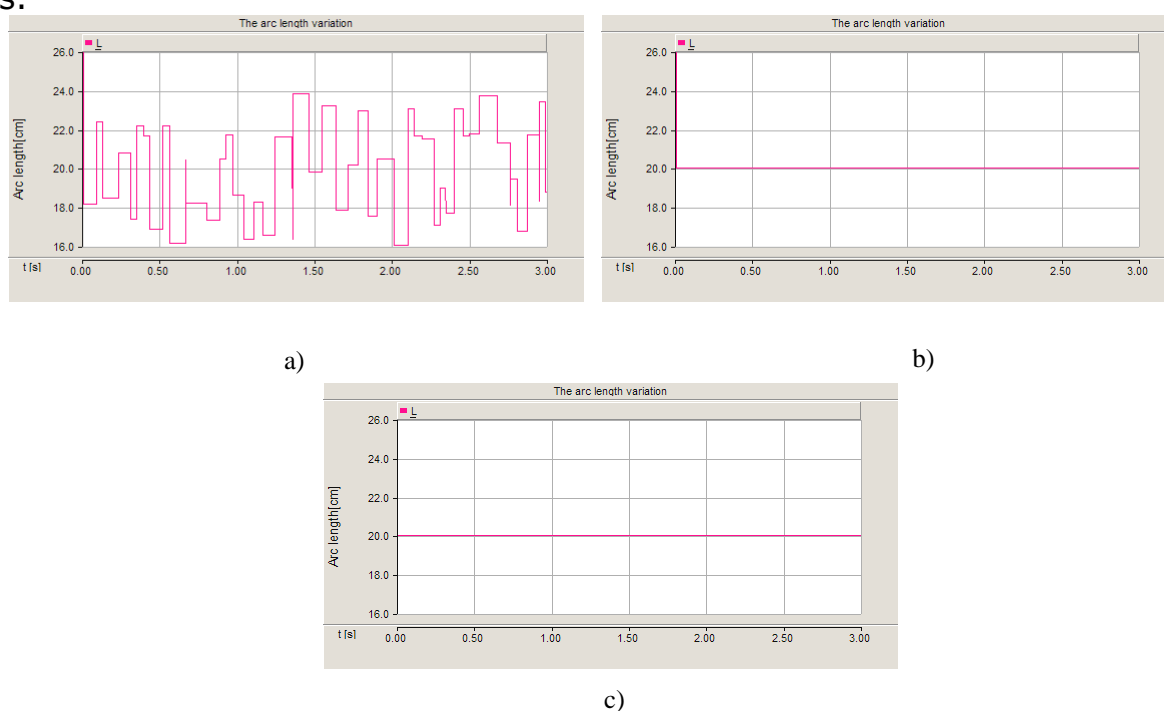 s.
The arc length variation
L
Arc length[cm]
26.0
24.0
22.0
20.0
18.0
16.0
t [s]
0.00 0.50 1.00 1.50 2.00 2.50 3.00
a)
The arc length variation
L
Arc length[cm]
26.0
24.0
22.0
20.0
18.0
16.0
t [s]
0.00 0.50 1.00 1.50 2.00 2.50 3.00
b)
The arc length variation
L
Arc length[cm]
26.0
24.0
22.0
20.0
18.0
16.0
t [s]
0.00 0.50 1.00 1.50 2.00 2.50 3.00
c)